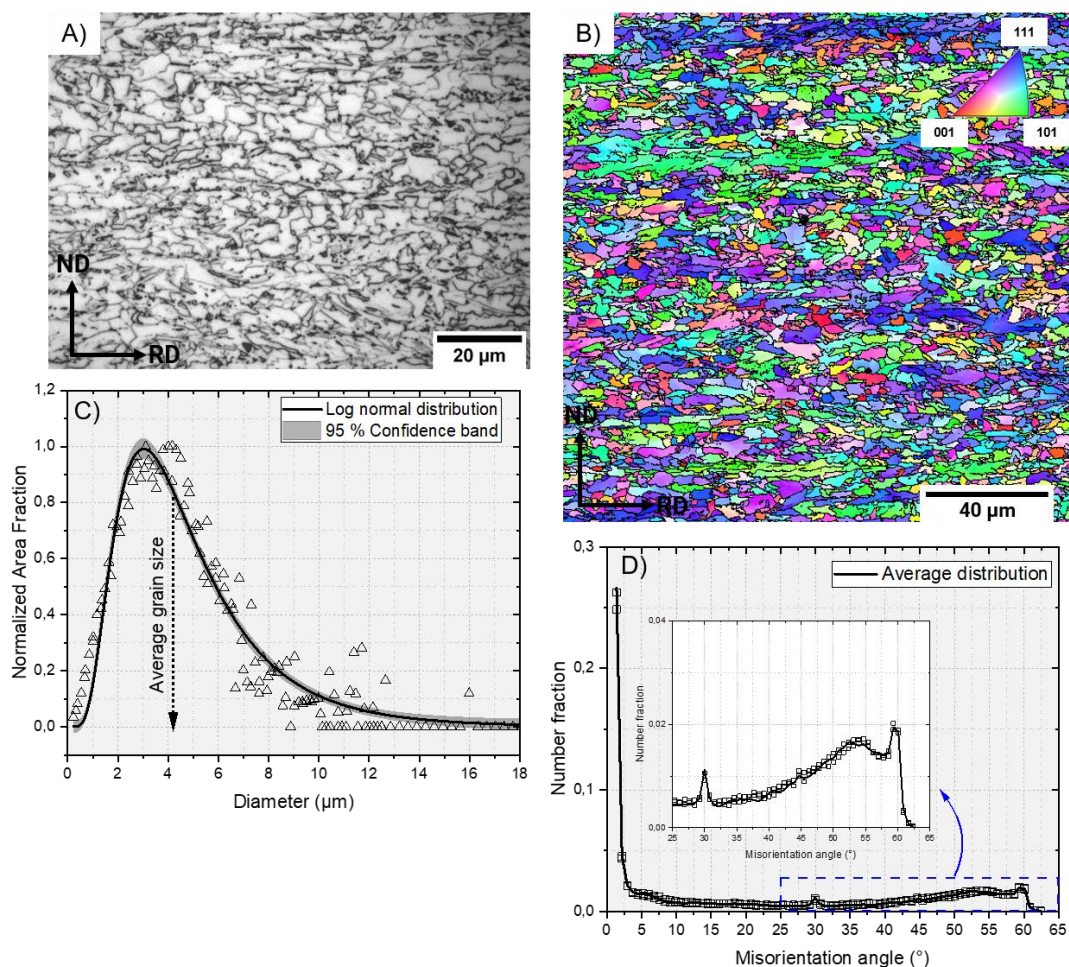 A)
ND
RD
20 µm
B)
111
001
101
ND
RD
40 µm
C)
Log normal distribution
95 % Confidence band
Average grain size
Normalized Area Fraction
1,2
1,0
0,8
0,6
0,4
0,2
0,0
0 2 4 6 8 10 12 14 16 18
Diameter (µm)
D)
Average distribution
Number fraction
0,3
0,2
0,1
0,0
0 5 10 15 20 25 30 35 40 45 50 55 60 65
Misorientation angle (°)
Number fraction
0,04
0,02
0,00
25 30 35 40 45 50 55 60 65
Misorientation angle (°)